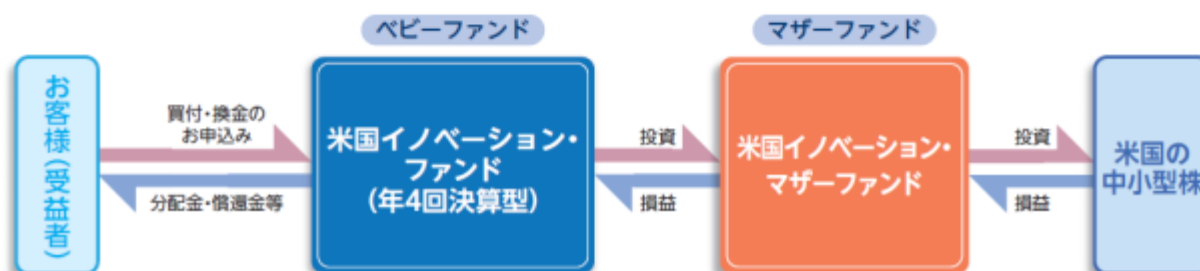 ベビーファンド
マザーファンド
お客様(受益者)
買付・換金の
お申込み
分配金・償還金等
米国イノベーション・
ファンド
(年4回決算型)
投資
損益
米国イノベーション・
マザーファンド
投資
損益
米国の
中小型株